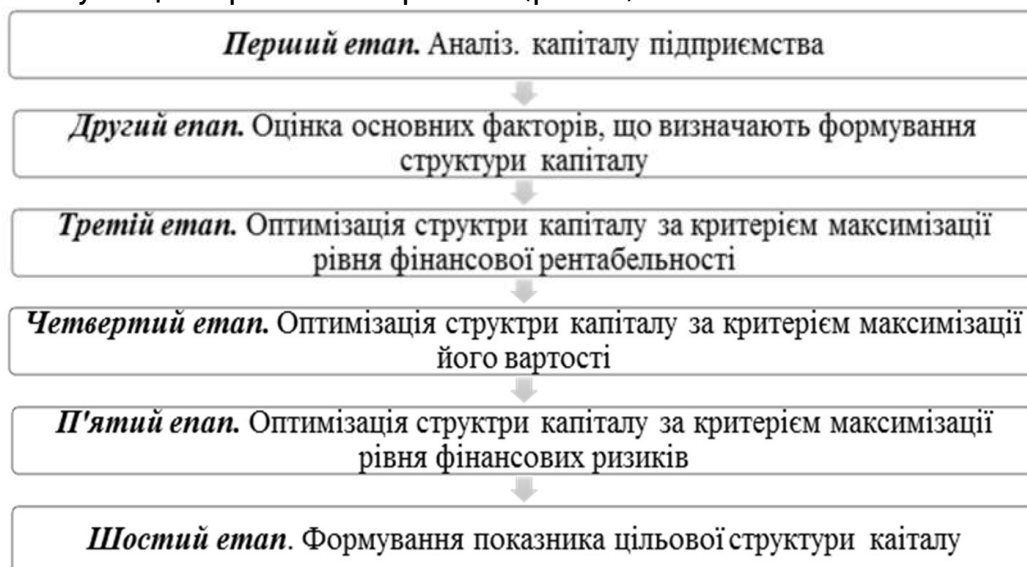 Перший етап. Аналіз. капіталу підприємства
Другий епап. Оцінка основних факторів, що визначають формування
структури капіталу
Третій етап. Оптимізація структри капіталу за критерієм максимізації
рівня фінансової рентабельності
Четвертий етап. Оптимізація структри капіталу за критерієм максимізації
його вартості
П'ятий епап. Оптимізація структри капіталу за критерієм максимізації
рівня фінансових ризиків
Шостий етап. Формування показника цільової структури каіталу